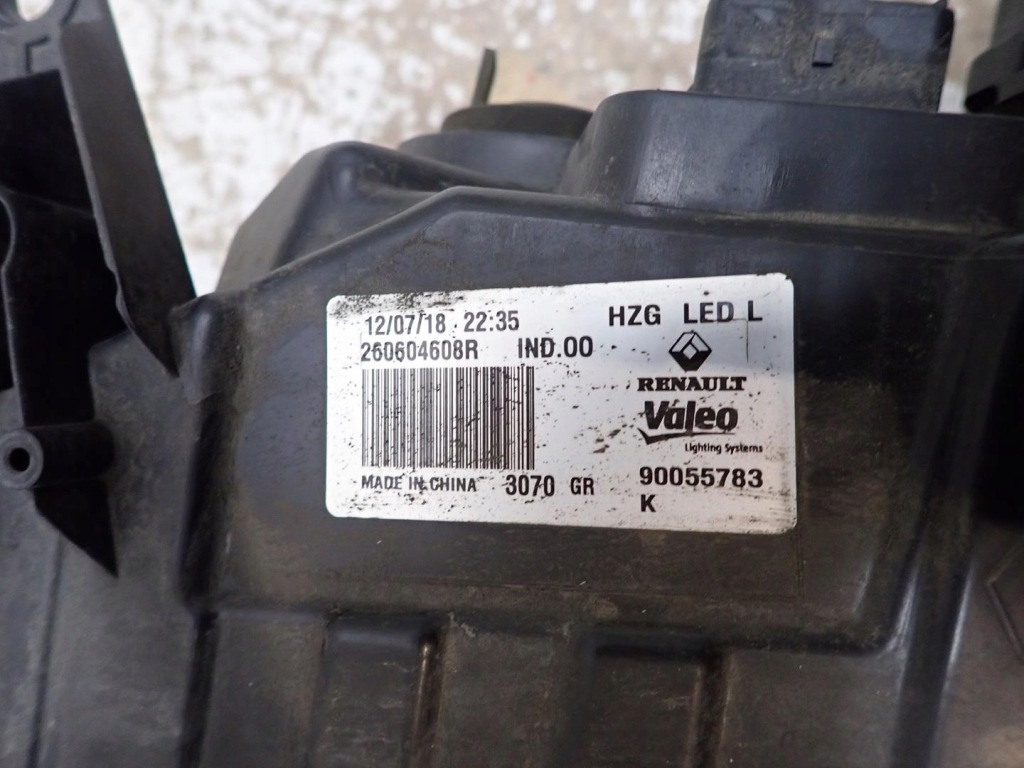 12/07/18 22:35 HZG LED L
260604608R IND.00
RENAULT
Valeo
Lighting Systems
MADE IN CHINA 3070 GR 90055783
K